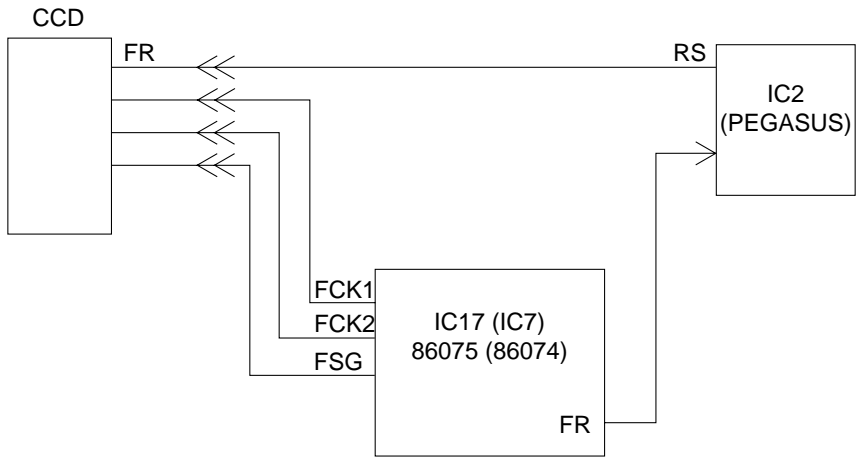 CCD
FR
RS
IC2
(PEGASUS)
FCK1
FCK2
FSG
IC17 (IC7)
86075 (86074)
FR